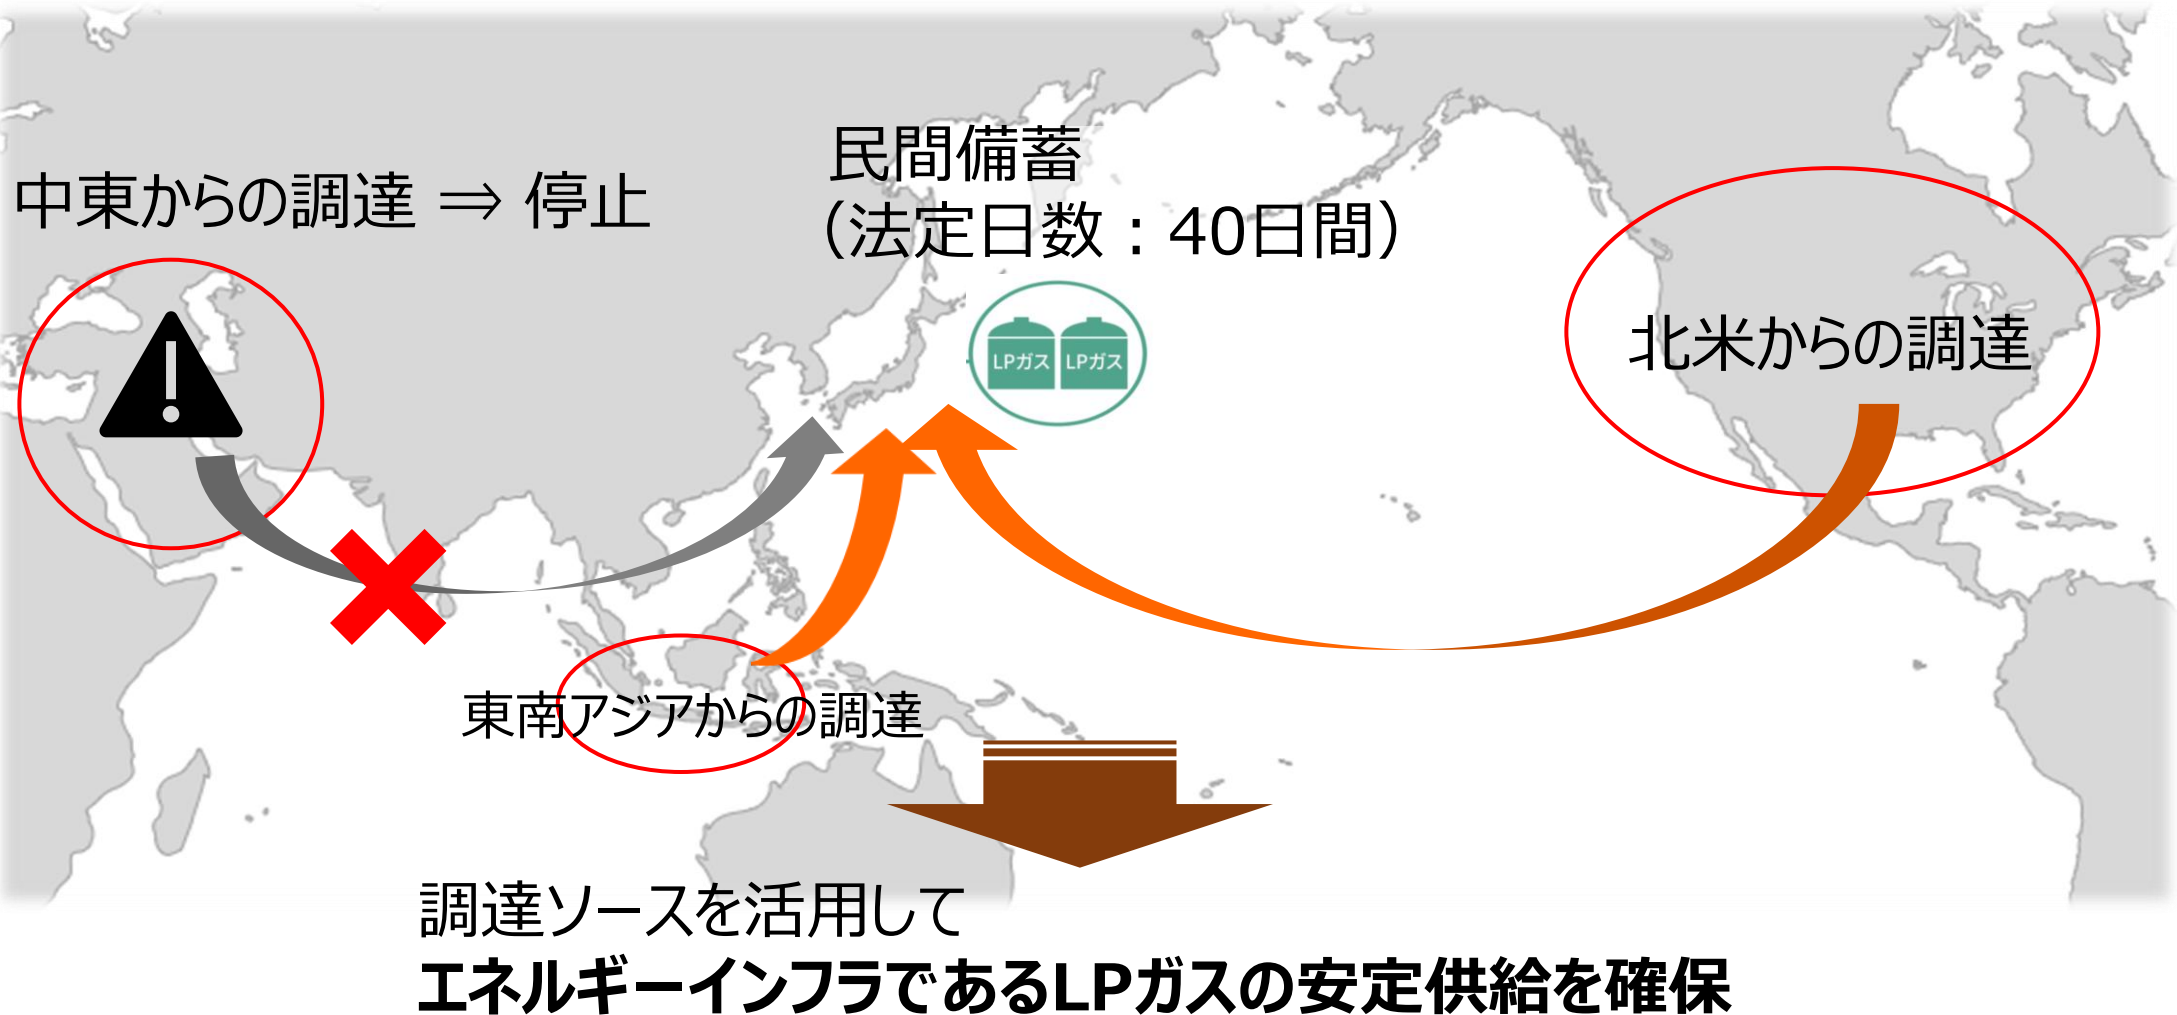 民間備蓄
（法定日数：40日間）
中東からの調達 ⇒ 停止
LPガス LPガス
北米からの調達
東南アジアからの調達
調達ソースを活用して
エネルギーインフラであるLPガスの安定供給を確保